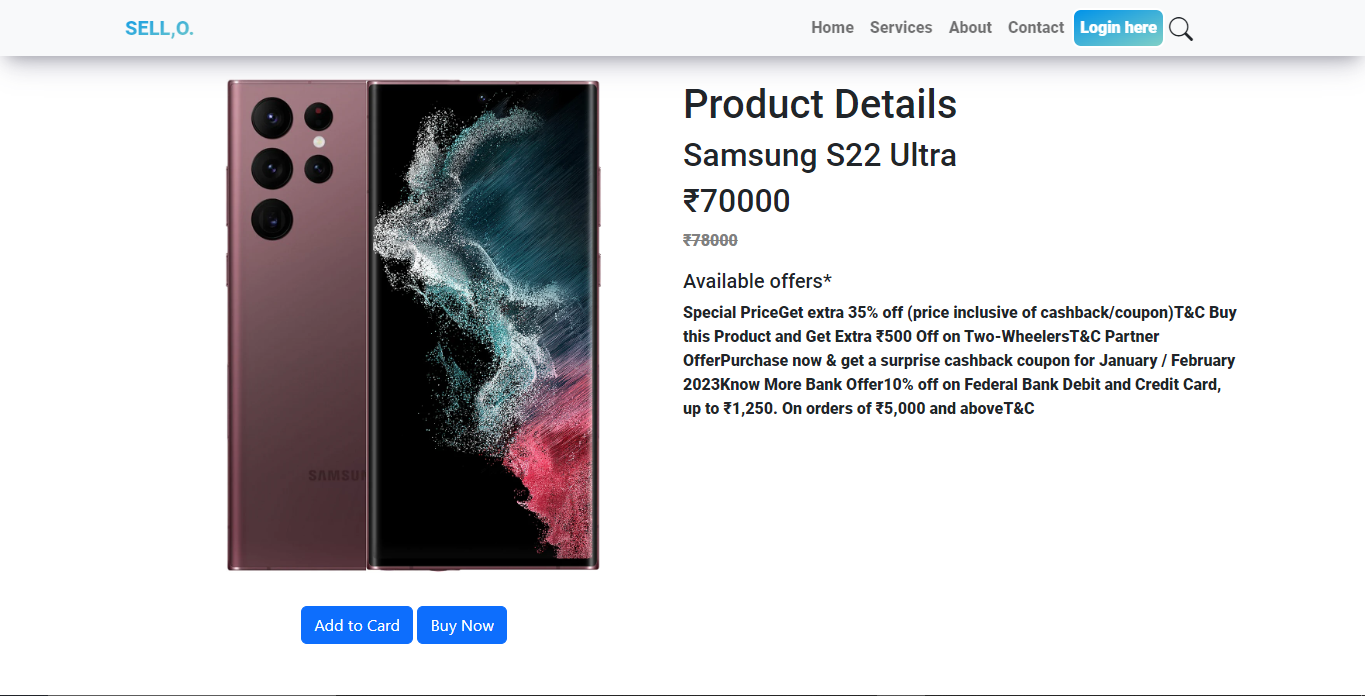 SELL,O.
Home Services About Contact Login here
Product Details
Samsung S22 Ultra
₹70000
₹78000
Available offers*
Special PriceGet extra 35% off (price inclusive of cashback/coupon)T&C Buy
this Product and Get Extra ₹500 Off on Two-WheelersT&C Partner
OfferPurchase now & get a surprise cashback coupon for January / February
2023Know More Bank Offer10% off on Federal Bank Debit and Credit Card,
up to ₹1,250. On orders of ₹5,000 and aboveT&C
SAMSUN
Add to Card Buy Now